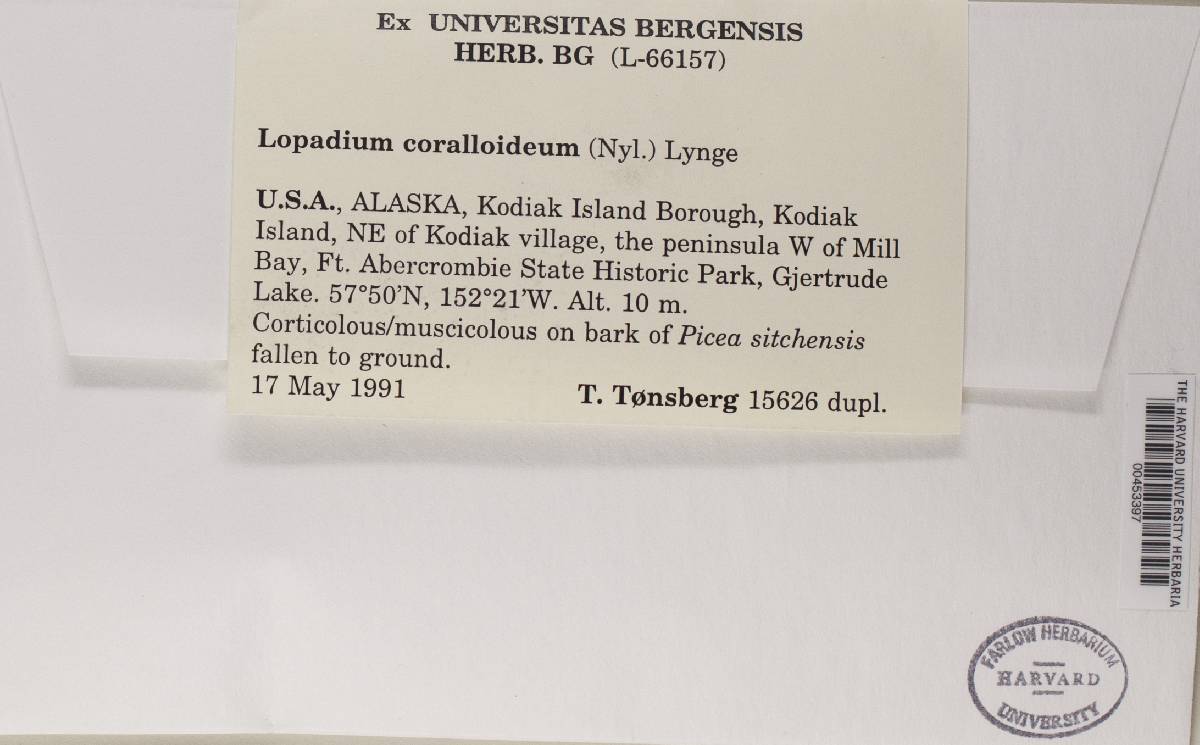 Ex UNIVERSITAS BERGENSIS
HERB. BG (L-66157)
Lopadium coralloideum (Nyl.) Lynge
U.S.A., ALASKA, Kodiak Island Borough, Kodiak
Island, NE of Kodiak village, the peninsula W of Mill
Bay, Ft. Abercrombie State Historic Park, Gjertrude
Lake. 57°50'N, 152°21'W. Alt. 10 m.
Corticolous/muscicolous on bark of Picea sitchensis
fallen to ground.
17 May 1991 T. Tønsberg 15626 dupl.
THE HARVARD UNIVERSITY HERBARIA
00453397
FARLOW HERBARIUM
HARVARD
UNIVERSITY